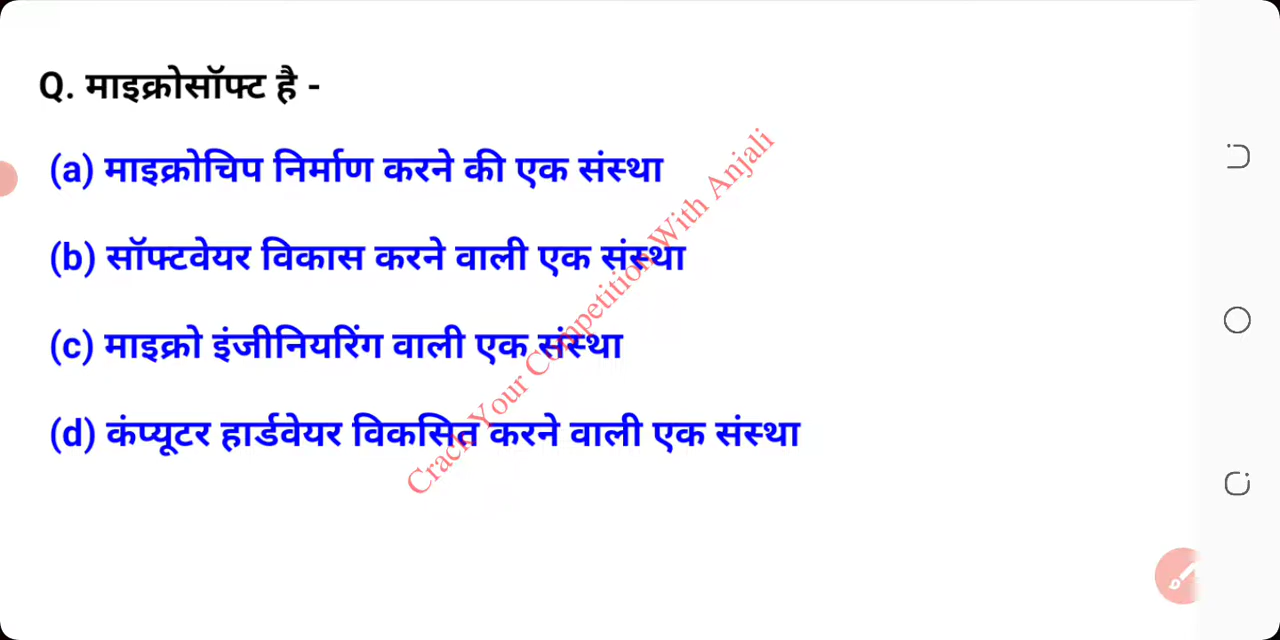 Q. माइक्रोसॉफ्ट है -
(a) माइक्रोचिप निर्माण करने की एक संस्था
(b) सॉफ्टवेयर विकास करने वाली एक संस्था
(c) माइक्रो इंजीनियरिंग वाली एक संस्था
(d) कंप्यूटर हार्डवेयर विकसित करने वाली एक संस्था
Crack Your Competition With Anjali